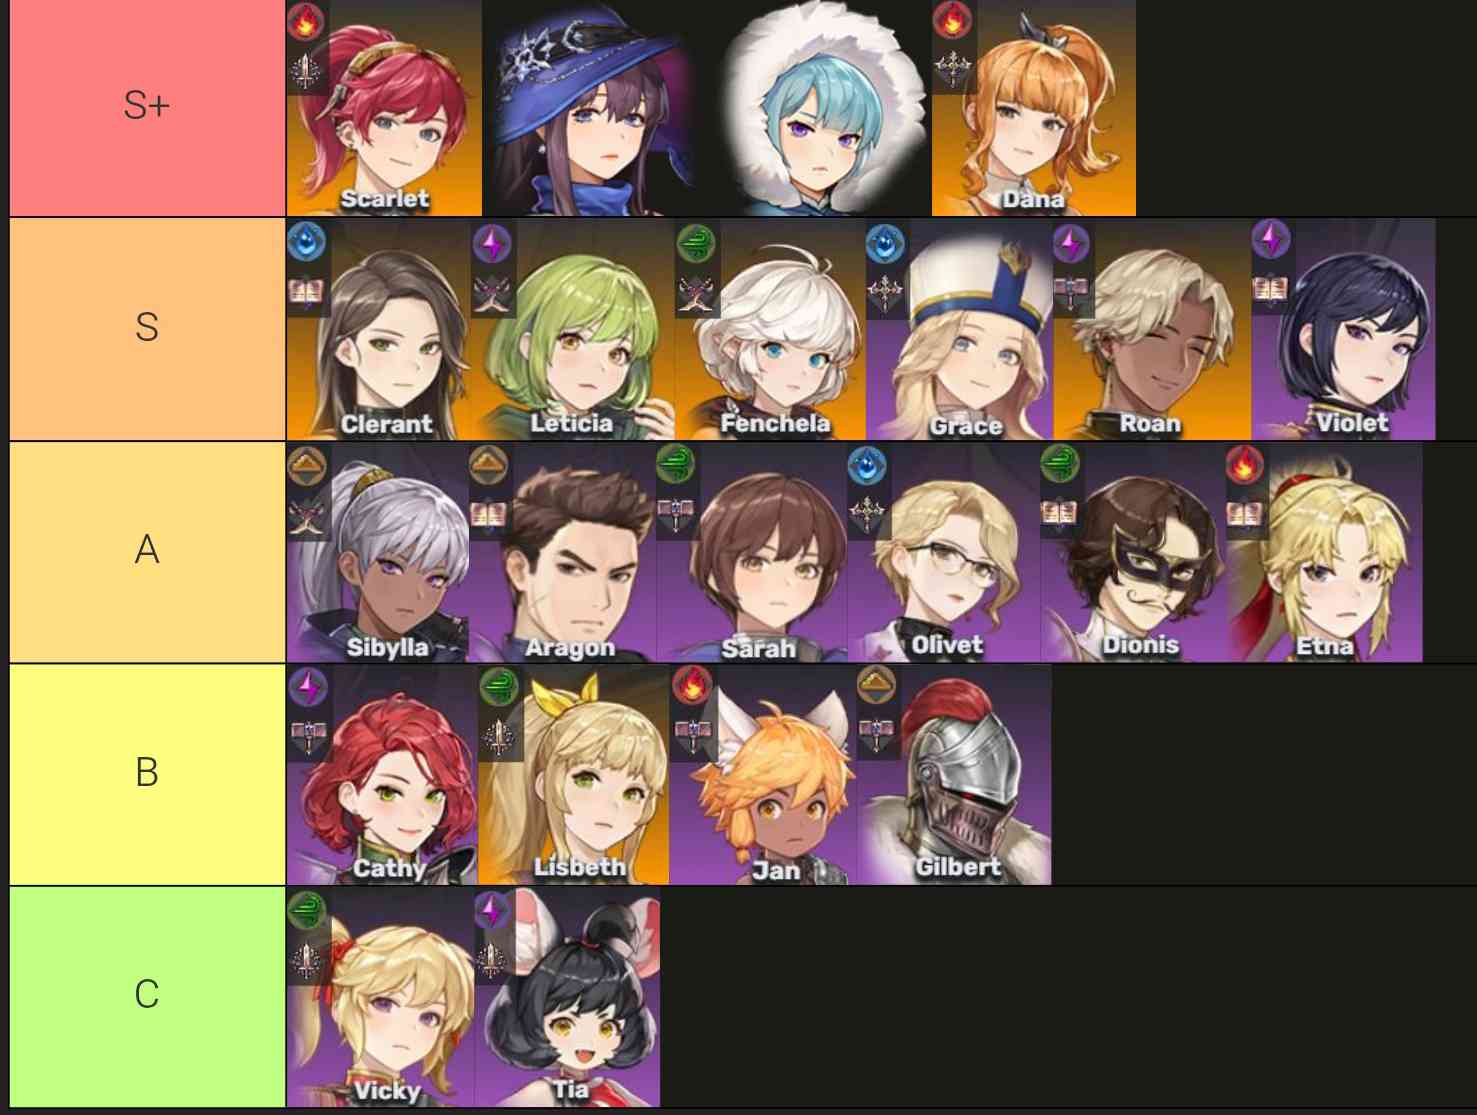 S+
Scarlet
Dana
S
Clerant
Leticia
Fenchela
Grace
Roan
Violet
A
Sibylla
Aragon
Sarah
Olivet
Dionis
Etna
B
Cathy
Lisbeth
Jan
Gilbert
C
Vicky
Tia